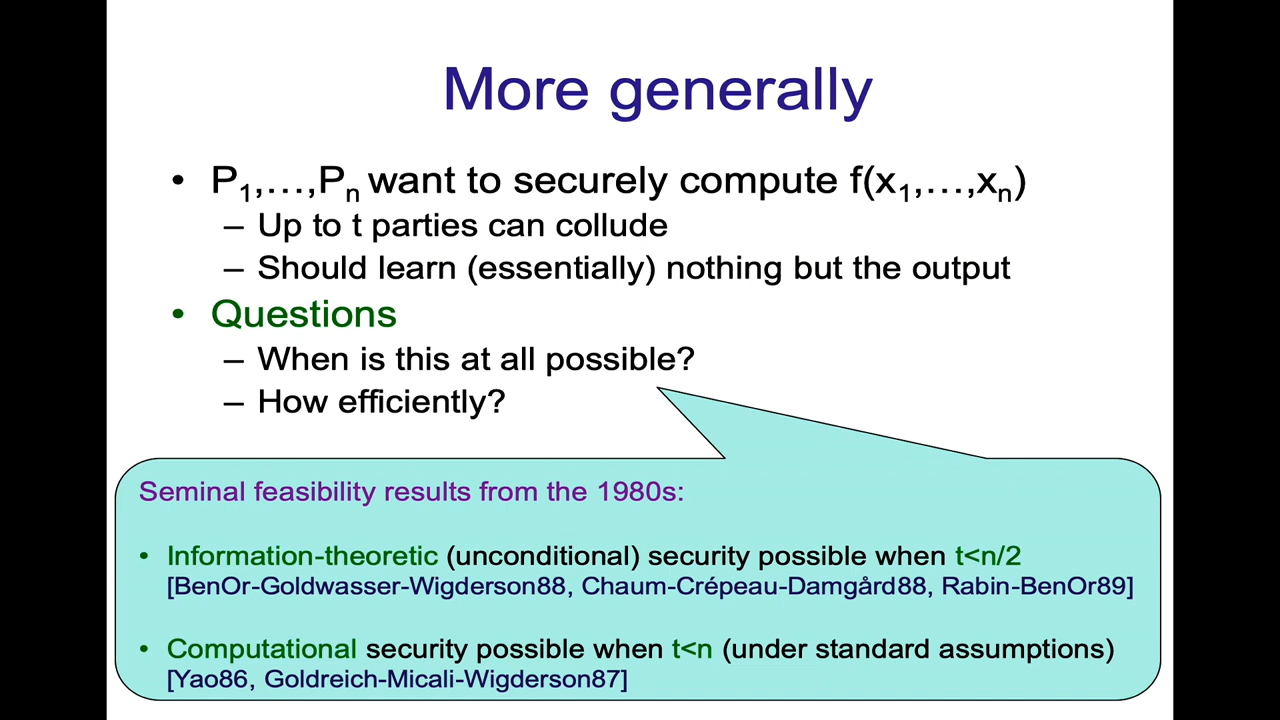 More generally
• P1,…,Pn want to securely compute f(x1,…,xn)
– Up to t parties can collude
– Should learn (essentially) nothing but the output
• Questions
– When is this at all possible?
– How efficiently?
Seminal feasibility results from the 1980s:
• Information-theoretic (unconditional) security possible when t<n/2
[BenOr-Goldwasser-Wigderson88, Chaum-Crépeau-Damgård88, Rabin-BenOr89]
• Computational security possible when t<n (under standard assumptions)
[Yao86, Goldreich-Micali-Wigderson87]